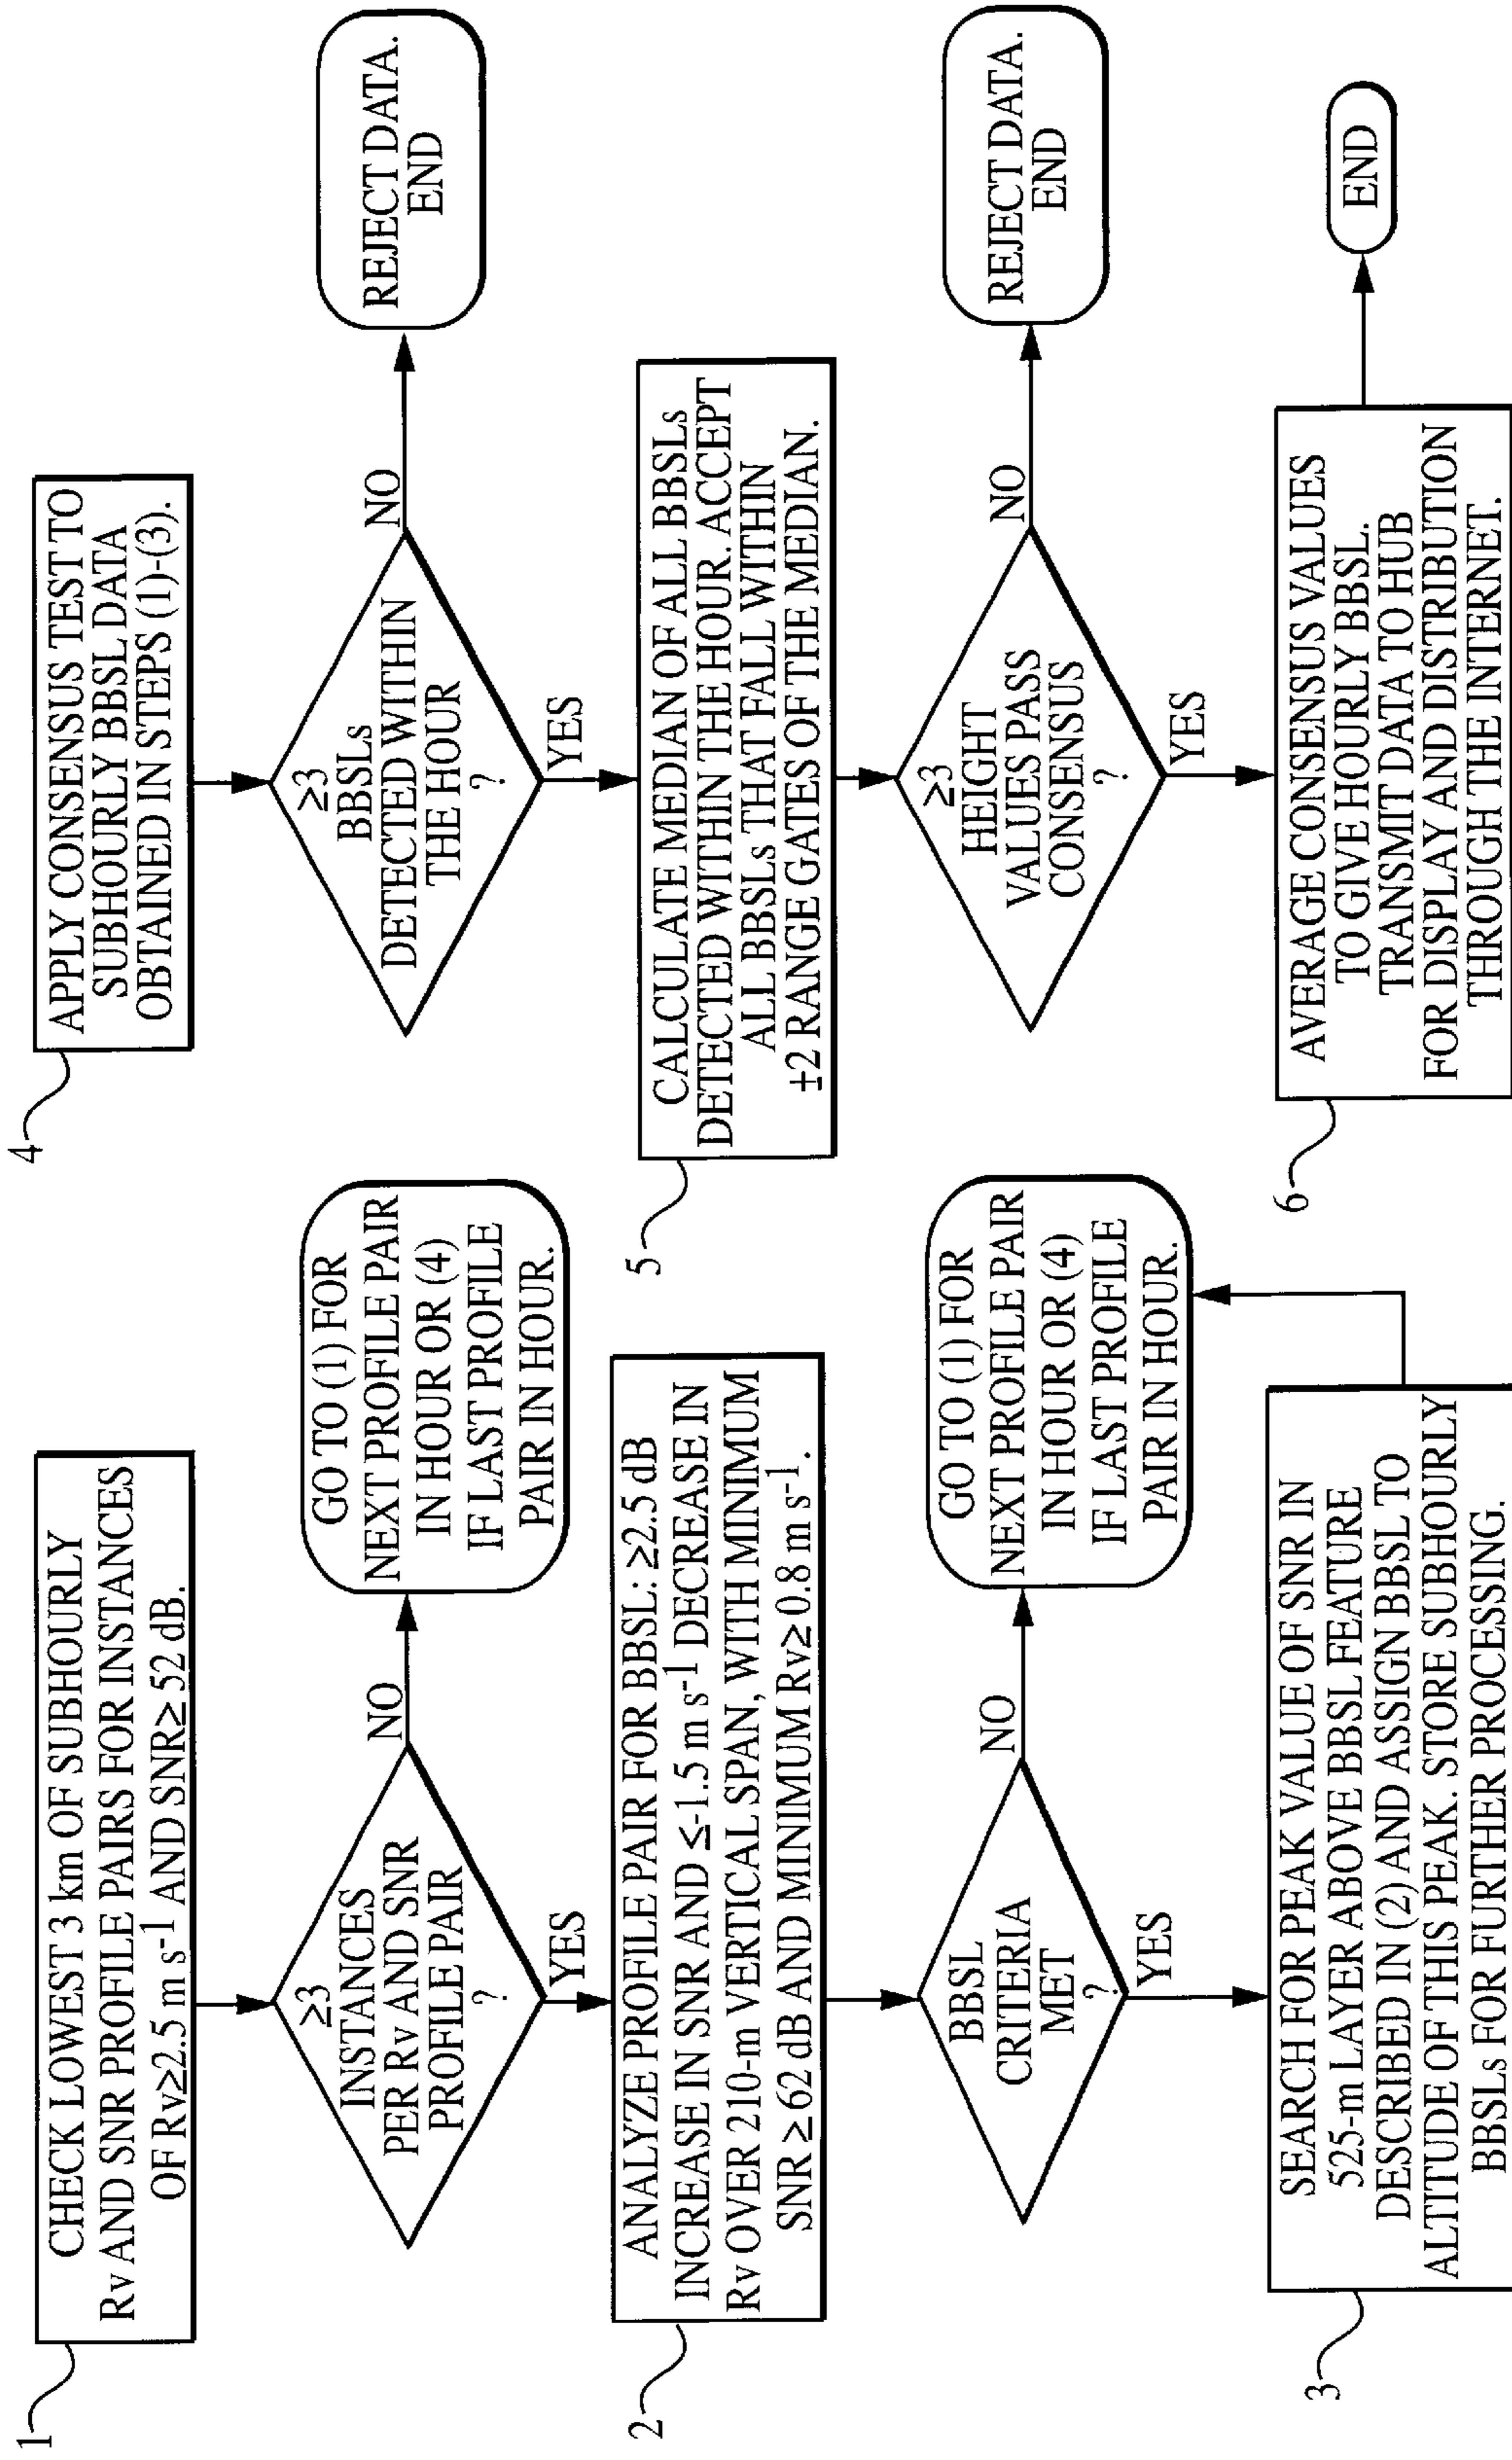 1
CHECK LOWEST 3 km OF SUBHOURLY
Rv AND SNR PROFILE PAIRS FOR INSTANCES
OF Rv≥2.5 m s-1 AND SNR≥ 52 dB.
≥3
INSTANCES
PER Rv AND SNR
PROFILE PAIR
?
NO
GO TO (1) FOR
NEXT PROFILE PAIR
IN HOUR OR (4)
IF LAST PROFILE
PAIR IN HOUR.
YES
2
ANALYZE PROFILE PAIR FOR BBSL: ≥2.5 dB
INCREASE IN SNR AND ≤-1.5 m s-1 DECREASE IN
Rv OVER 210-m VERTICAL SPAN, WITH MINIMUM
SNR ≥ 62 dB AND MINIMUM Rv≥ 0.8 m s-1.
BBSL
CRITERIA
MET
?
NO
GO TO (1) FOR
NEXT PROFILE PAIR
IN HOUR OR (4)
IF LAST PROFILE
PAIR IN HOUR.
YES
3
SEARCH FOR PEAK VALUE OF SNR IN
525-m LAYER ABOVE BBSL FEATURE
DESCRIBED IN (2) AND ASSIGN BBSL TO
ALTITUDE OF THIS PEAK. STORE SUBHOURLY
BBSLs FOR FURTHER PROCESSING.
4
APPLY CONSENSUS TEST TO
SUBHOURLY BBSL DATA
OBTAINED IN STEPS (1)-(3).
≥3
BBSLs
DETECTED WITHIN
THE HOUR
?
NO
REJECT DATA.
END
YES
5
CALCULATE MEDIAN OF ALL BBSLs
DETECTED WITHIN THE HOUR. ACCEPT
ALL BBSLs THAT FALL WITHIN
±2 RANGE GATES OF THE MEDIAN.
≥3
HEIGHT
VALUES PASS
CONSENSUS
?
NO
REJECT DATA.
END
YES
6
AVERAGE CONSENSUS VALUES
TO GIVE HOURLY BBSL.
TRANSMIT DATA TO HUB
FOR DISPLAY AND DISTRIBUTION
THROUGH THE INTERNET.
END